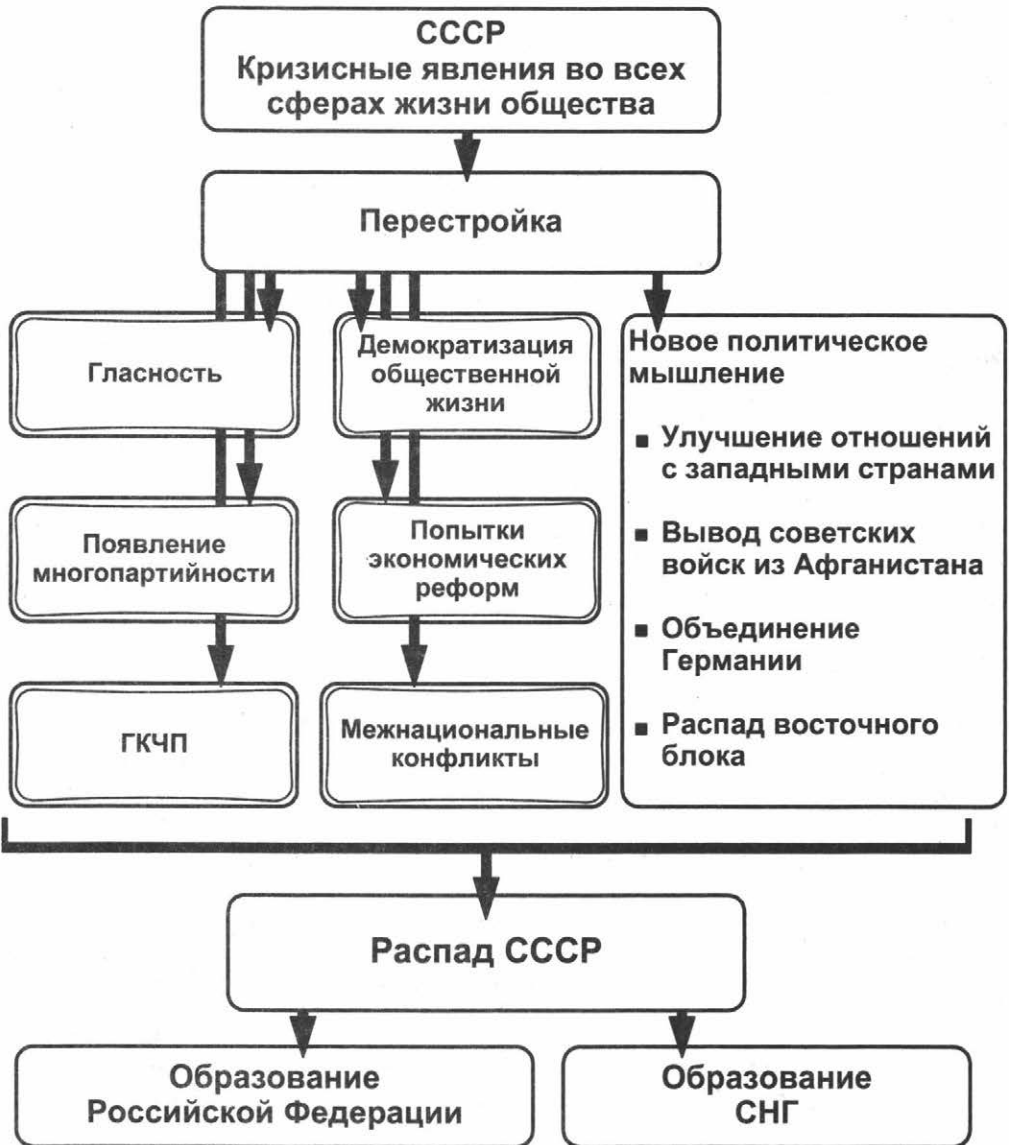 СССР
Кризисные явления во всех
сферах жизни общества
Перестройка
Гласность
Демократизация
общественной
жизни
Появление
многопартийности
Попытки
экономических
реформ
ГКЧП
Межнациональные
конфликты
Новое политическое
мышление
▪ Улучшение отношений
с западными странами
▪ Вывод советских
войск из Афганистана
▪ Объединение
Германии
▪ Распад восточного
блока
Распад СССР
Образование
Российской Федерации
Образование
СНГ